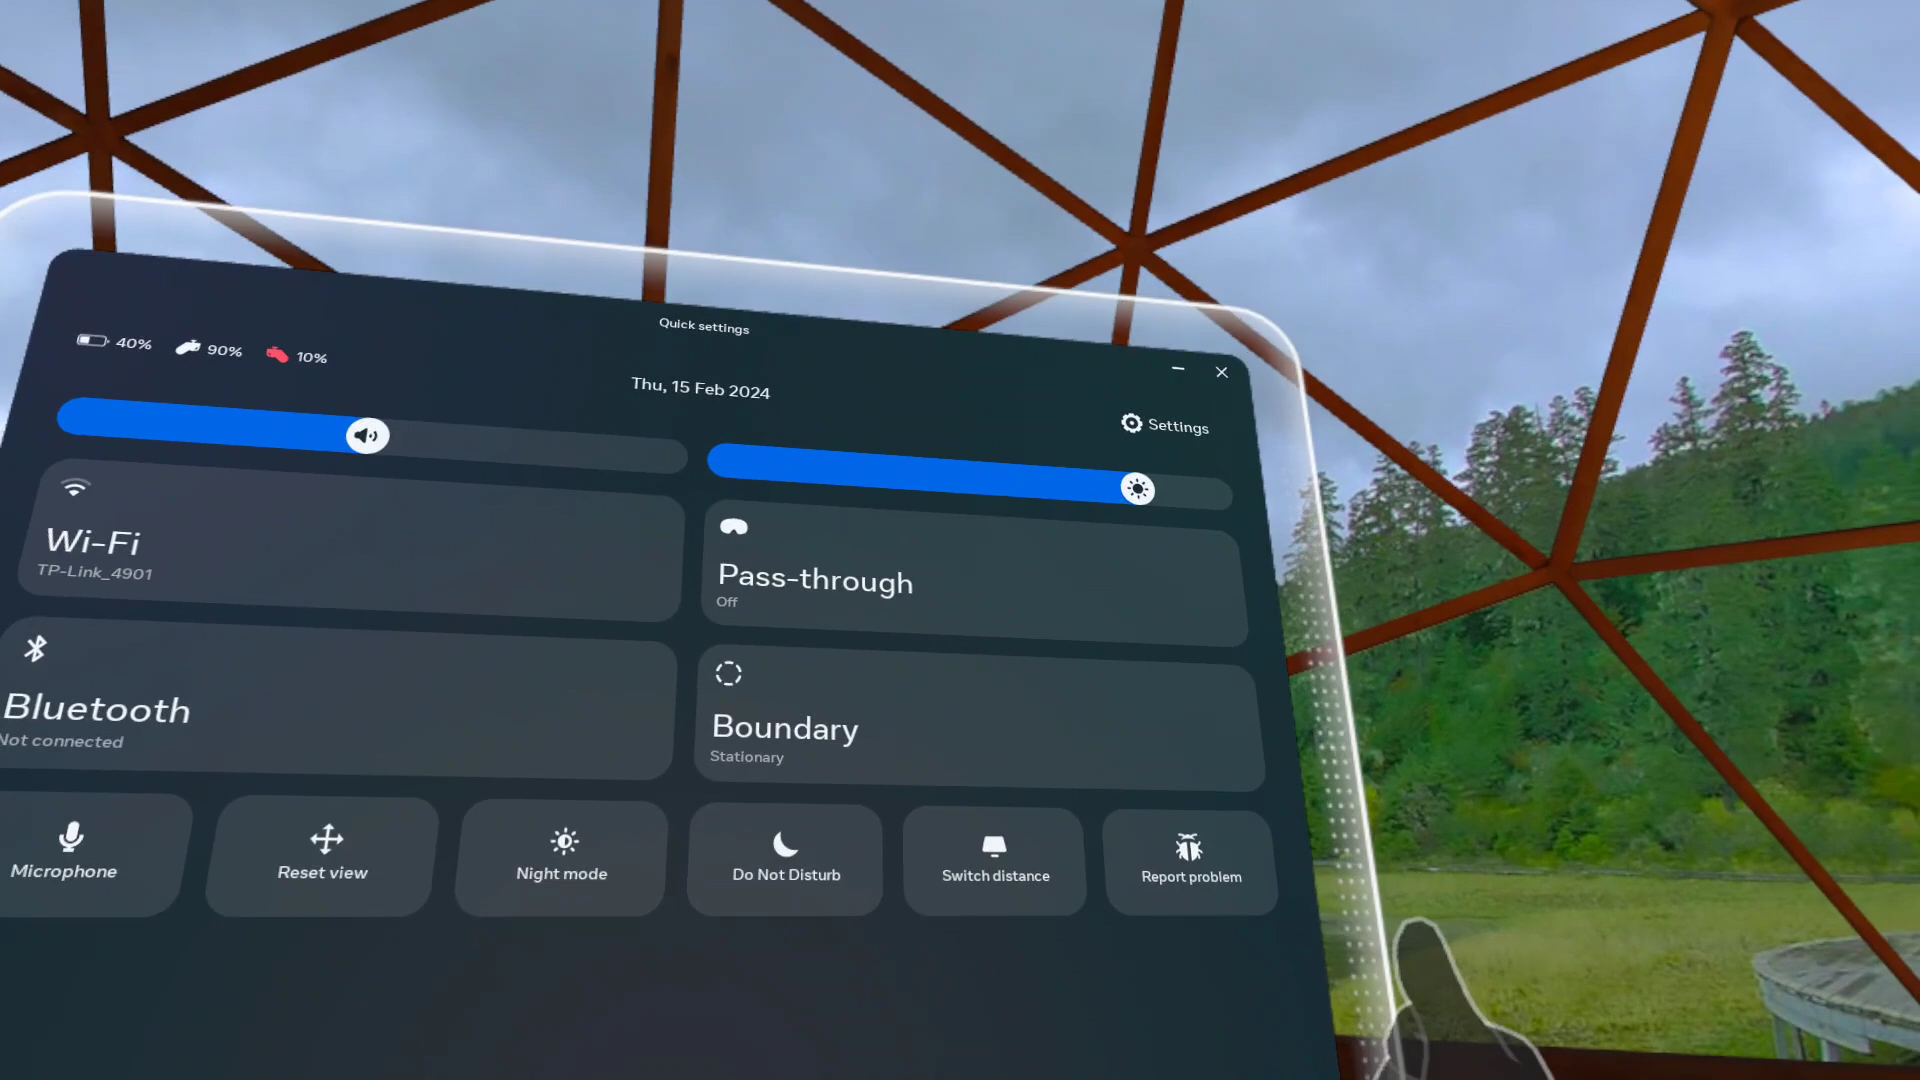 Quick settings
40% 90% 10%
Thu, 15 Feb 2024
Settings
Wi-Fi
TP-Link_4901
Pass-through
Off
Bluetooth
Not connected
Boundary
Stationary
Microphone
Reset view
Night mode
Do Not Disturb
Switch distance
Report problem